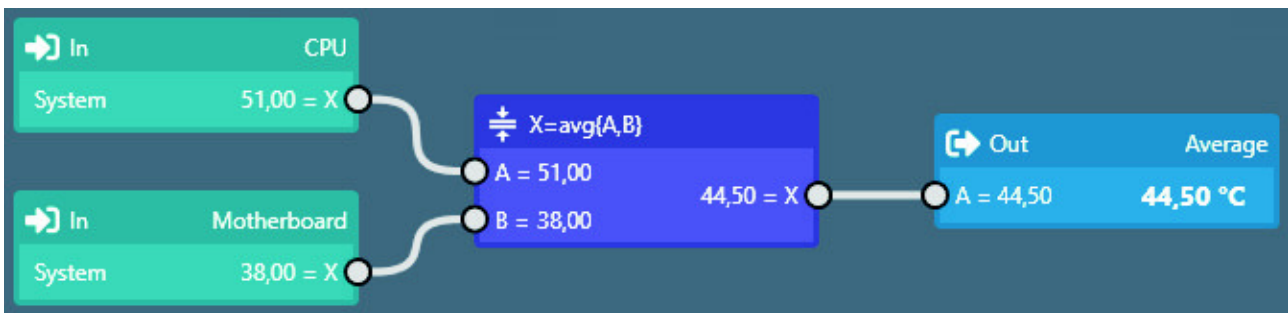 In CPU
System 51,00 = X
In Motherboard
System 38,00 = X
X=avg{A,B}
A = 51,00
44,50 = X
B = 38,00
Out Average
A = 44,50 44,50 °C